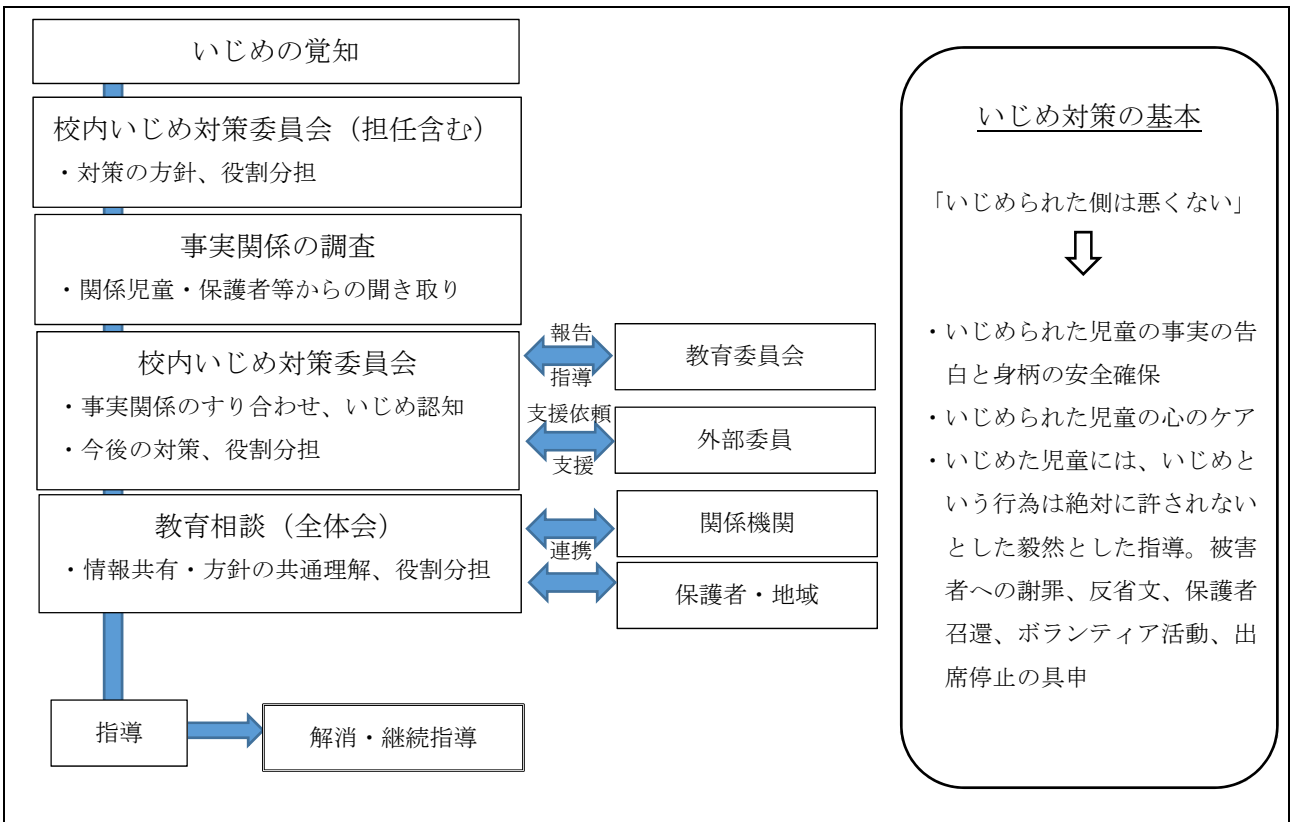 いじめの覚知
校内いじめ対策委員会（担任含む）
・対策の方針、役割分担
事実関係の調査
・関係児童・保護者等からの聞き取り
校内いじめ対策委員会
・事実関係のすり合わせ、いじめ認知
・今後の対策、役割分担
報告
指導
教育委員会
支援依頼
支援
外部委員
教育相談（全体会）
・情報共有・方針の共通理解、役割分担
連携
関係機関
保護者・地域
指導
解消・継続指導
いじめ対策の基本
「いじめられた側は悪くない」
・いじめられた児童の事実の告
白と身柄の安全確保
・いじめられた児童の心のケア
・いじめた児童には、いじめと
いう行為は絶対に許されない
とした毅然とした指導。被害
者への謝罪、反省文、保護者
召還、ボランティア活動、出
席停止の具申